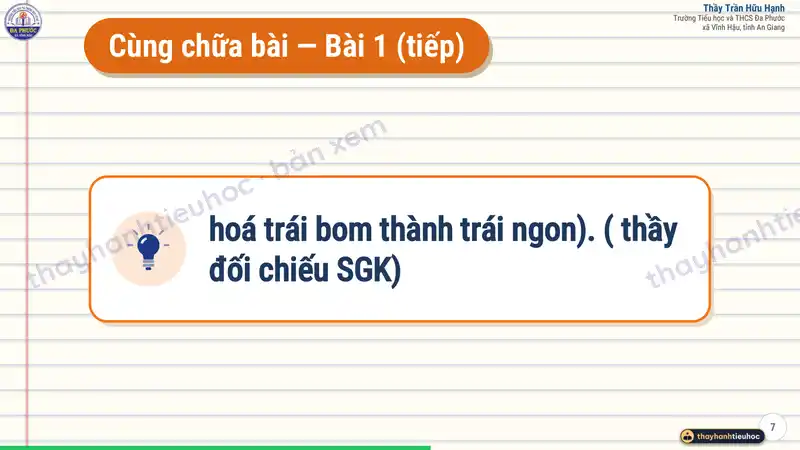 Thầy Trần Hữu Hạnh
Trường Tiểu học và THCS Đa Phước
xã Vĩnh Hậu, tỉnh An Giang
ĐA PHƯỚC
Cùng chữa bài – Bài 1 (tiếp)
thayhanhtieuhoc · bản xem
hoá trái bom thành trái ngon). ( thầy
đối chiếu SGK)
thayhanhtie
7
thayhanhtieuhoc